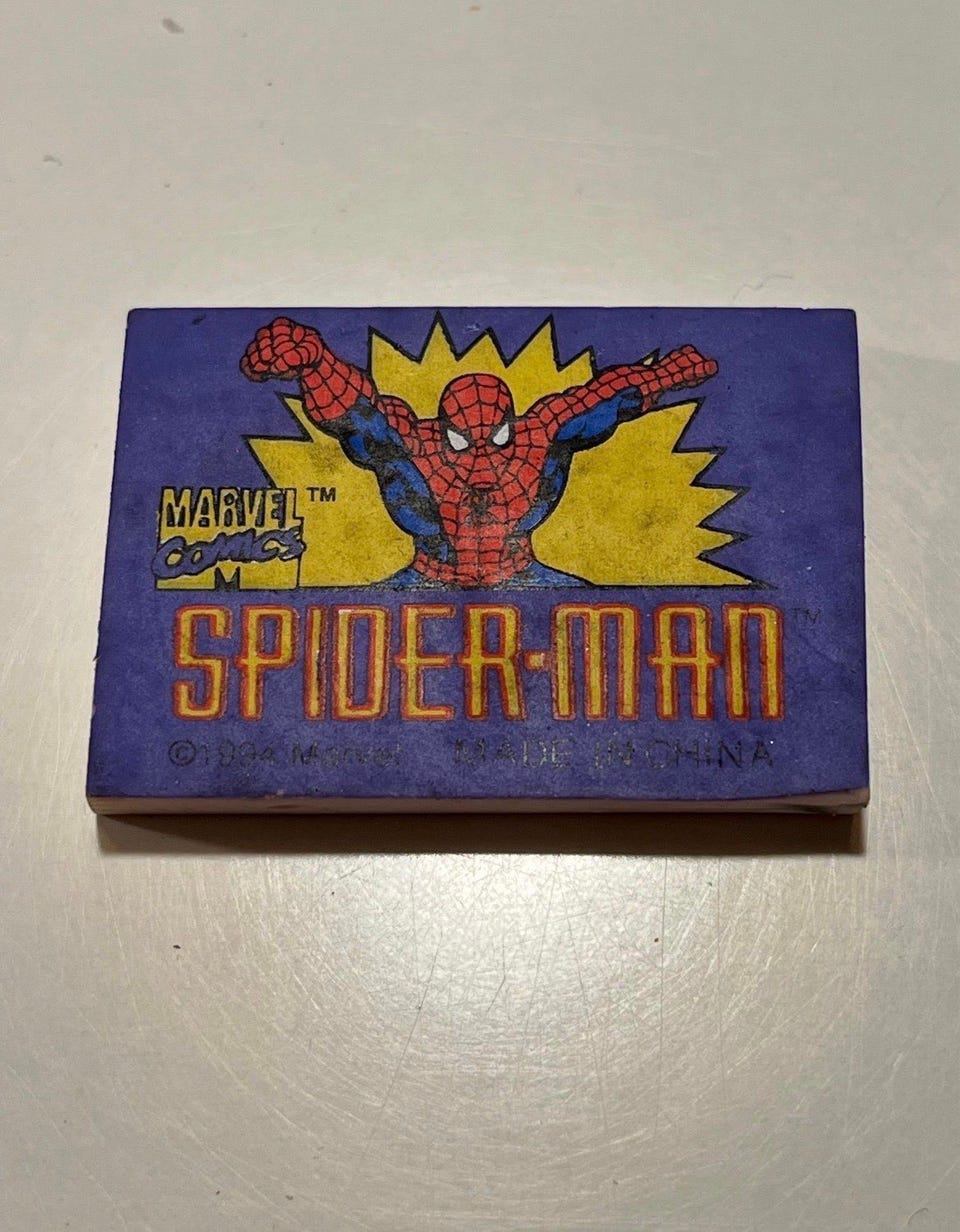 MARVEL™
COMICS
M
SPIDER-MAN™
©1994 Marvel MADE IN CHINA